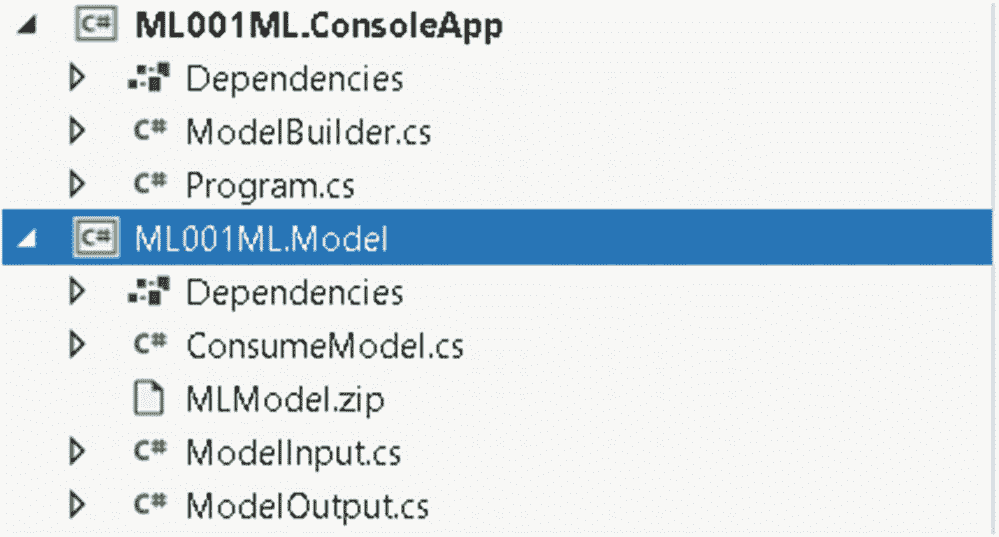 C# ML001ML.ConsoleApp
Dependencies
C# ModelBuilder.cs
C# Program.cs
C# ML001ML.Model
Dependencies
C# ConsumeModel.cs
MLModel.zip
C# ModelInput.cs
C# ModelOutput.cs